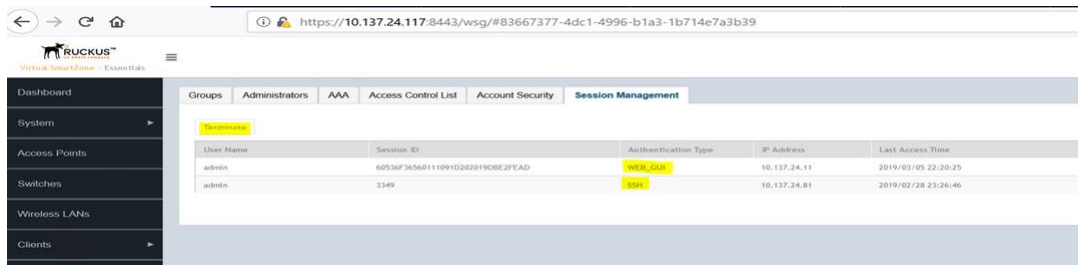 https://10.137.24.117:8443/wsg/#83667377-4dc1-4996-b1a3-1b714e7a3b39
RUCKUS™
Virtual SmartZone - Essentials
Dashboard
Groups Administrators AAA Access Control List Account Security Session Management
System
Terminate
User Name Session ID Authentication Type IP Address Last Access Time
Access Points
admin 60536F36560111091D202019DBE2FEAD WEB_GUI 10.137.24.11 2019/03/05 22:20:25
admin 3349 SSH 10.137.24.81 2019/02/28 23:26:46
Switches
Wireless LANs
Clients